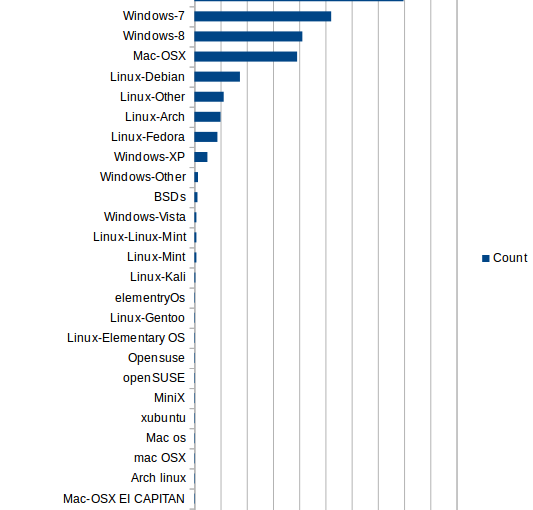 Windows-7
Windows-8
Mac-OSX
Linux-Debian
Linux-Other
Linux-Arch
Linux-Fedora
Windows-XP
Windows-Other
BSDs
Windows-Vista
Linux-Linux-Mint
Linux-Mint
Linux-Kali
elementryOs
Linux-Gentoo
Linux-Elementary OS
Opensuse
openSUSE
MiniX
xubuntu
Mac os
mac OSX
Arch linux
Mac-OSX EI CAPITAN
Count